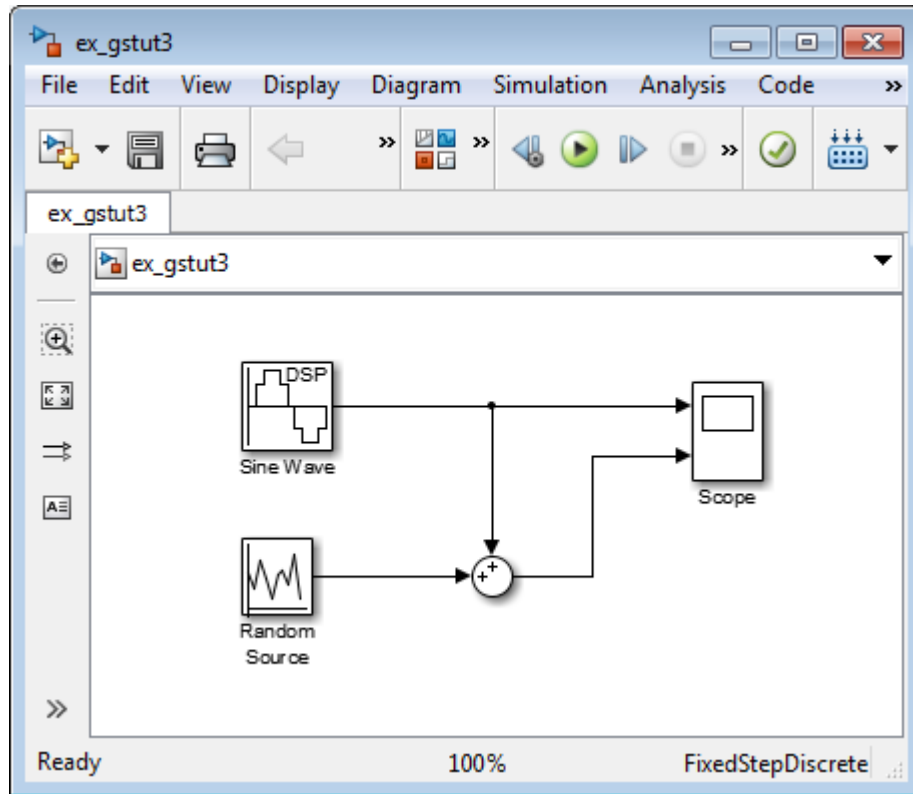 ex_gstut3
File Edit View Display Diagram Simulation Analysis Code »
ex_gstut3
ex_gstut3
DSP
Sine Wave
Scope
Random
Source
Ready 100% FixedStepDiscrete